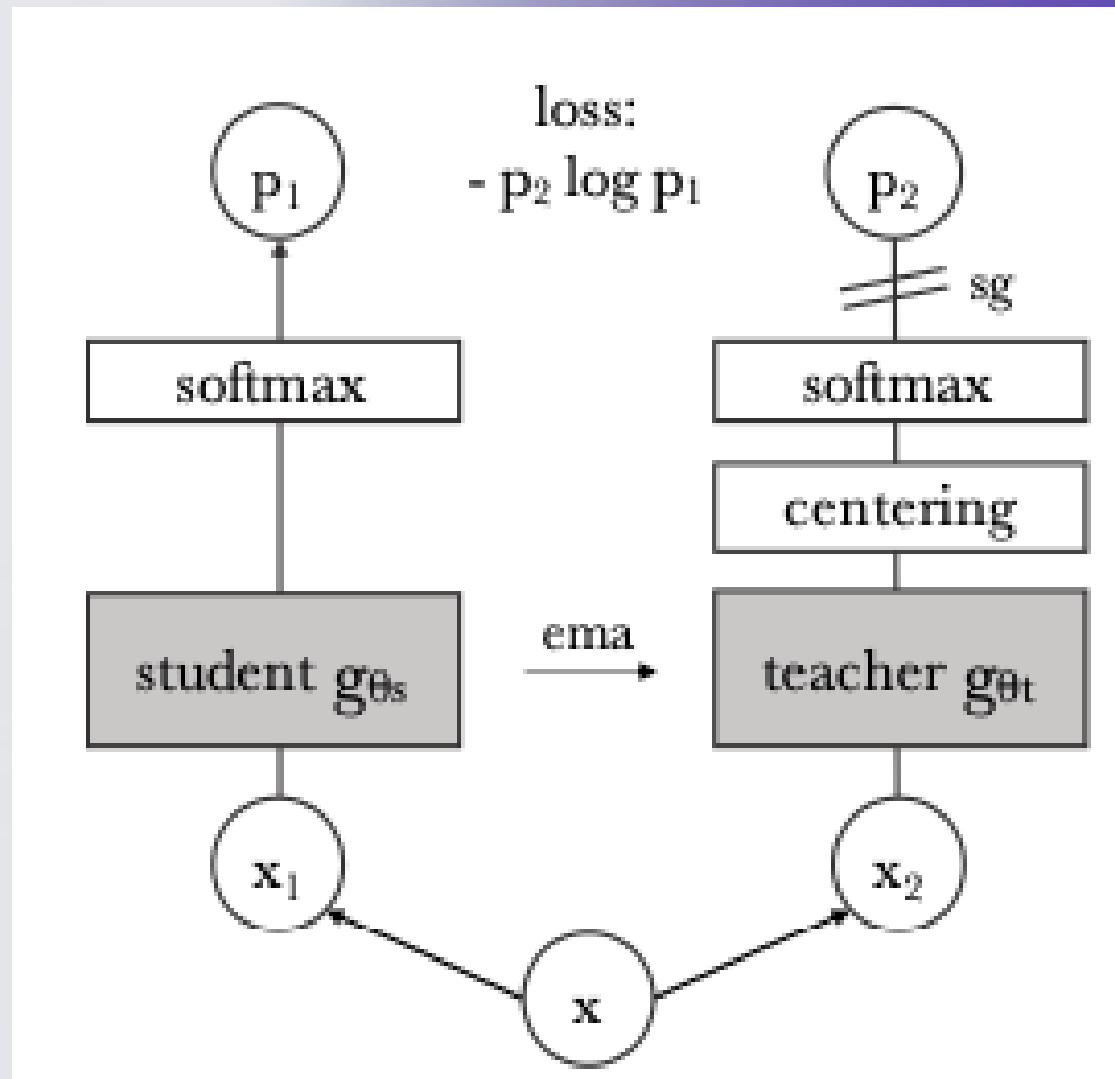 loss:
p₁ - p₂ log p₁ p₂
sg
softmax softmax
centering
ema
student gθs teacher gθt
x₁ x₂
x